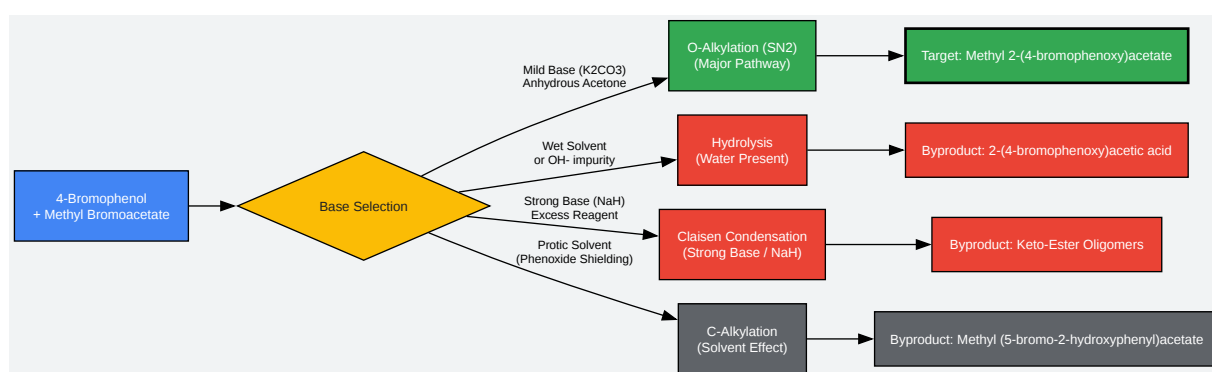 4-Bromophenol
+ Methyl Bromoacetate
Base Selection
Mild Base (K2CO3)
Anhydrous Acetone
O-Alkylation (SN2)
(Major Pathway)
Target: Methyl 2-(4-bromophenoxy)acetate
Wet Solvent
or OH- impurity
Hydrolysis
(Water Present)
Byproduct: 2-(4-bromophenoxy)acetic acid
Strong Base (NaH)
Excess Reagent
Claisen Condensation
(Strong Base / NaH)
Byproduct: Keto-Ester Oligomers
Protic Solvent
(Phenoxide Shielding)
C-Alkylation
(Solvent Effect)
Byproduct: Methyl (5-bromo-2-hydroxyphenyl)acetate